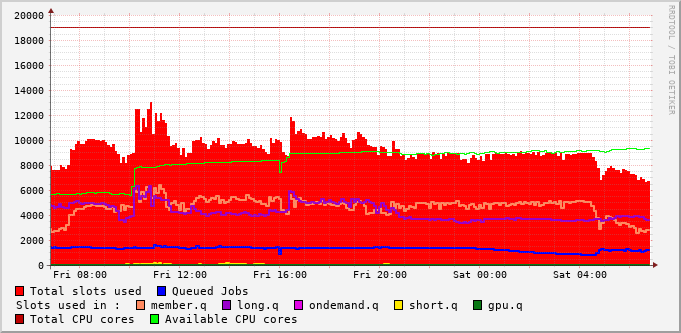 20000
18000
16000
14000
12000
10000
8000
6000
4000
2000
0
Fri 08:00 Fri 12:00 Fri 16:00 Fri 20:00 Sat 00:00 Sat 04:00
Total slots used Queued Jobs
Slots used in : member.q long.q ondemand.q short.q gpu.q
Total CPU cores Available CPU cores
RRDTOOL / TOBI OETIKER